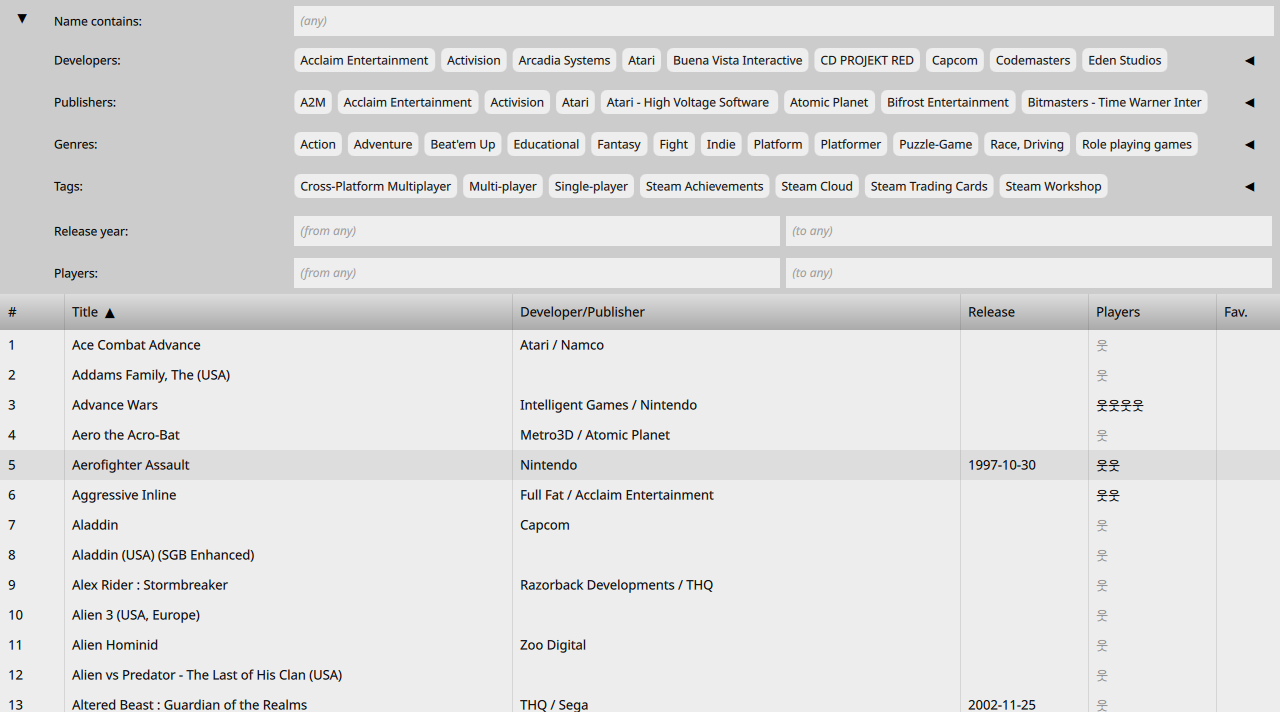 ▼ Name contains: (any)
Developers: Acclaim Entertainment Activision Arcadia Systems Atari Buena Vista Interactive CD PROJEKT RED Capcom Codemasters Eden Studios ◀
Publishers: A2M Acclaim Entertainment Activision Atari Atari - High Voltage Software Atomic Planet Bifrost Entertainment Bitmasters - Time Warner Inter ◀
Genres: Action Adventure Beat'em Up Educational Fantasy Fight Indie Platform Platformer Puzzle-Game Race, Driving Role playing games ◀
Tags: Cross-Platform Multiplayer Multi-player Single-player Steam Achievements Steam Cloud Steam Trading Cards Steam Workshop ◀
Release year: (from any) (to any)
Players: (from any) (to any)
# Title ▲ Developer/Publisher Release Players Fav.
1 Ace Combat Advance Atari / Namco 웃
2 Addams Family, The (USA) 웃
3 Advance Wars Intelligent Games / Nintendo 웃웃웃웃
4 Aero the Acro-Bat Metro3D / Atomic Planet 웃
5 Aerofighter Assault Nintendo 1997-10-30 웃웃
6 Aggressive Inline Full Fat / Acclaim Entertainment 웃웃
7 Aladdin Capcom 웃
8 Aladdin (USA) (SGB Enhanced) 웃
9 Alex Rider : Stormbreaker Razorback Developments / THQ 웃
10 Alien 3 (USA, Europe) 웃
11 Alien Hominid Zoo Digital 웃
12 Alien vs Predator - The Last of His Clan (USA) 웃
13 Altered Beast : Guardian of the Realms THQ / Sega 2002-11-25 웃